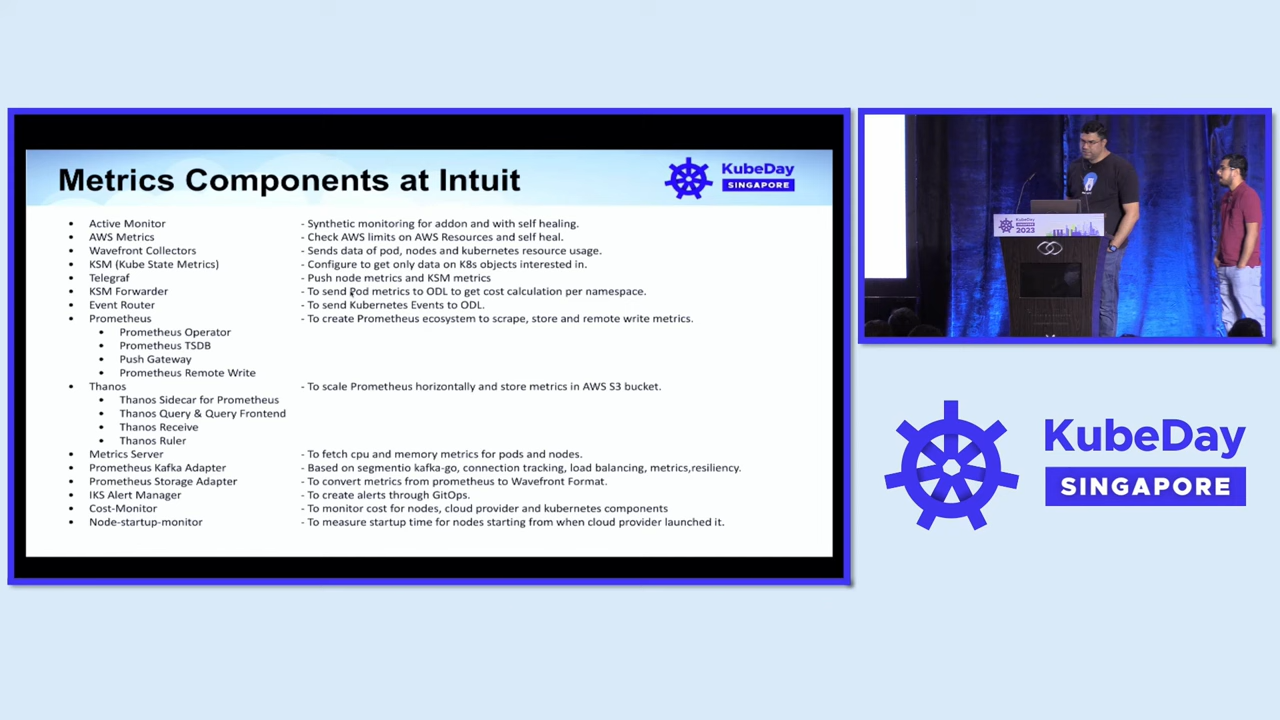 Metrics Components at Intuit
KubeDay
SINGAPORE
• Active Monitor - Synthetic monitoring for addon and with self healing.
• AWS Metrics - Check AWS limits on AWS Resources and self heal.
• Wavefront Collectors - Sends data of pod, nodes and kubernetes resource usage.
• KSM (Kube State Metrics) - Configure to get only data on K8s objects interested in.
• Telegraf - Push node metrics and KSM metrics
• KSM Forwarder - To send Pod metrics to ODL to get cost calculation per namespace.
• Event Router - To send Kubernetes Events to ODL.
• Prometheus - To create Prometheus ecosystem to scrape, store and remote write metrics.
• Prometheus Operator
• Prometheus TSDB
• Push Gateway
• Prometheus Remote Write
• Thanos - To scale Prometheus horizontally and store metrics in AWS S3 bucket.
• Thanos Sidecar for Prometheus
• Thanos Query & Query Frontend
• Thanos Receive
• Thanos Ruler
• Metrics Server - To fetch cpu and memory metrics for pods and nodes.
• Prometheus Kafka Adapter - Based on segmentio kafka-go, connection tracking, load balancing, metrics,resiliency.
• Prometheus Storage Adapter - To convert metrics from prometheus to Wavefront Format.
• IKS Alert Manager - To create alerts through GitOps.
• Cost-Monitor - To monitor cost for nodes, cloud provider and kubernetes components
• Node-startup-monitor - To measure startup time for nodes starting from when cloud provider launched it.
KubeDay
2023
KubeDay
SINGAPORE